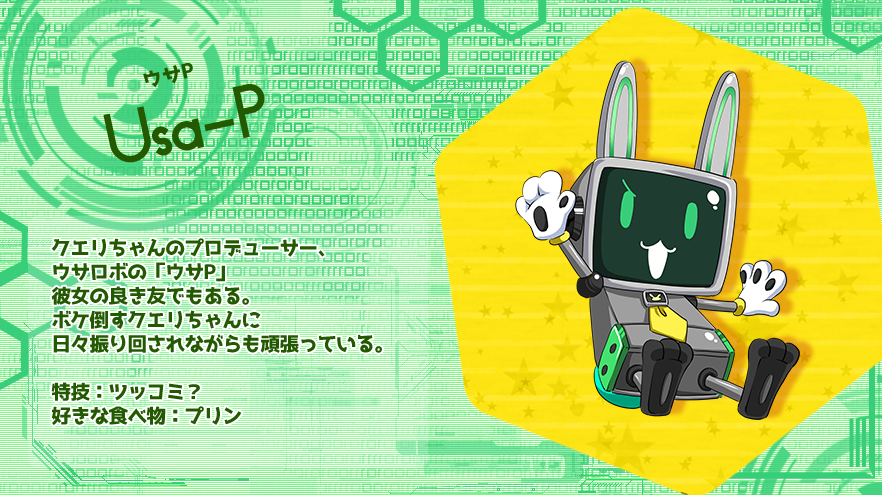 ウサP
Usa-P
クエリちゃんのプロデューサー、
ウサロボの「ウサP」
彼女の良き友でもある。
ボケ倒すクエリちゃんに
日々振り回されながらも頑張っている。
特技：ツッコミ？
好きな食べ物：プリン